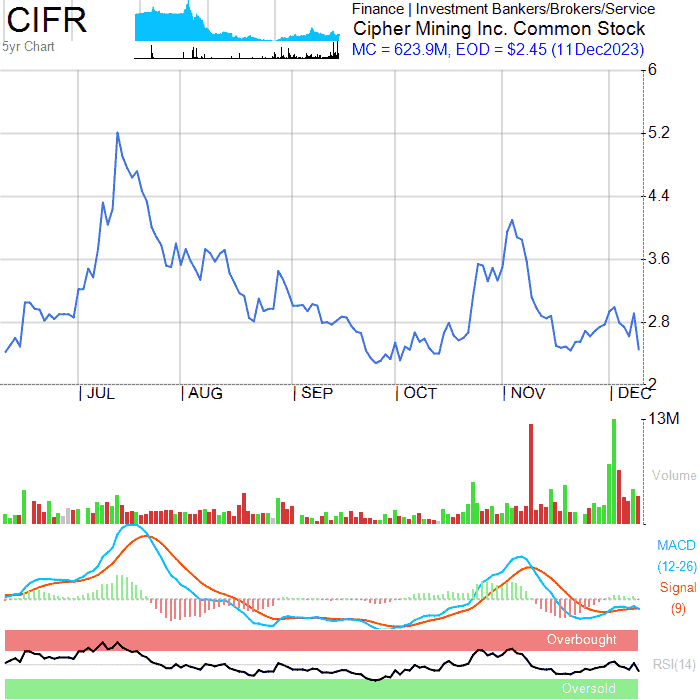 CIFR
5yr Chart
Finance | Investment Bankers/Brokers/Service
Cipher Mining Inc. Common Stock
MC = 623.9M, EOD = $2.45 (11Dec2023)
6
5.2
4.4
3.6
2.8
2
| JUL | AUG | SEP | OCT | NOV | DEC
13M
Volume
MACD
(12-26)
Signal
(9)
Overbought
RSI(14)
Oversold